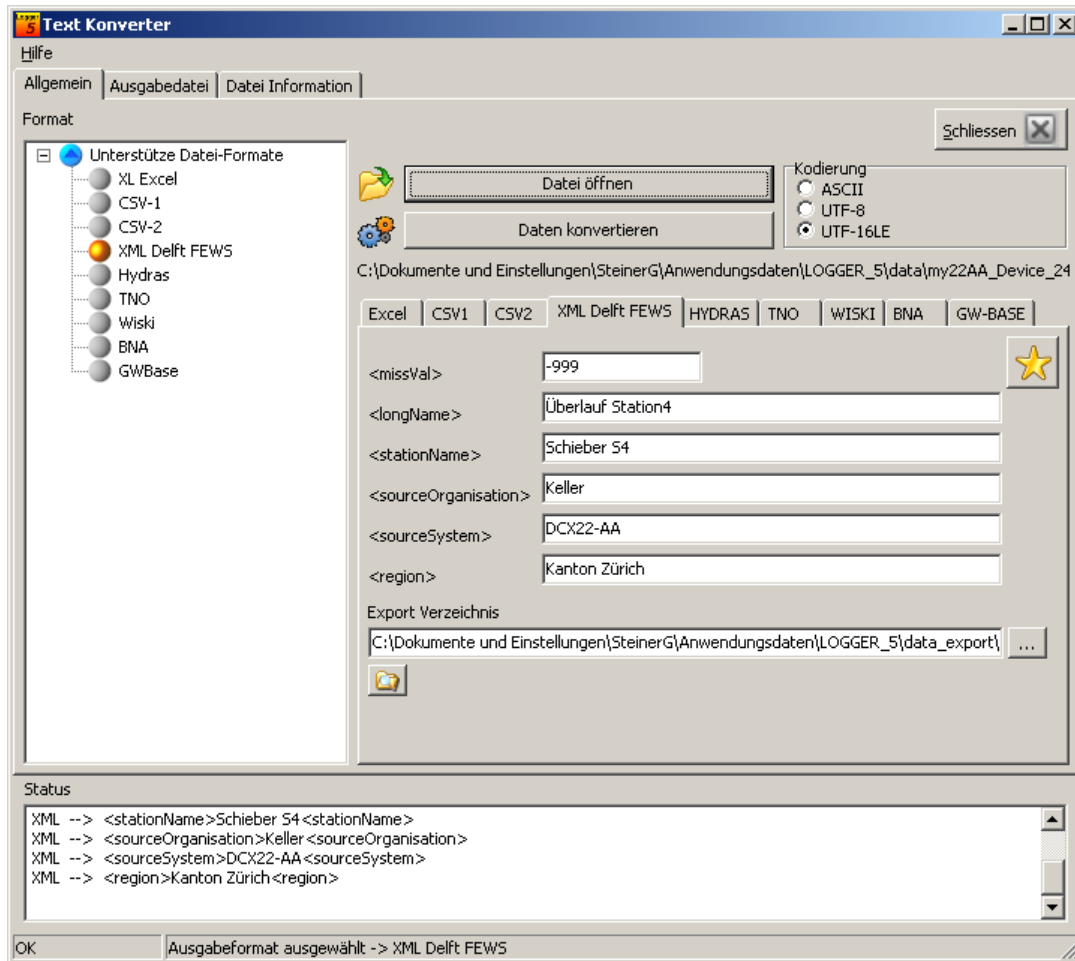 Logger 5 Text Konverter
Hilfe
Allgemein Ausgabedatei Datei Information
Format
Unterstütze Datei-Formate
XL Excel
CSV-1
CSV-2
XML Delft FEWS
Hydras
TNO
Wiski
BNA
GWBase
Schliessen
Datei öffnen
Daten konvertieren
Kodierung
ASCII
UTF-8
UTF-16LE
C:\Dokumente und Einstellungen\SteinerG\Anwendungsdaten\LOGGER_5\data\my22AA_Device_24
Excel CSV1 CSV2 XML Delft FEWS HYDRAS TNO WISKI BNA GW-BASE
<missVal> -999
<longName> Überlauf Station4
<stationName> Schieber S4
<sourceOrganisation> Keller
<sourceSystem> DCX22-AA
<region> Kanton Zürich
Export Verzeichnis
C:\Dokumente und Einstellungen\SteinerG\Anwendungsdaten\LOGGER_5\data_export\ ...
Status
XML --> <stationName>Schieber S4<stationName>
XML --> <sourceOrganisation>Keller<sourceOrganisation>
XML --> <sourceSystem>DCX22-AA<sourceSystem>
XML --> <region>Kanton Zürich<region>
OK Ausgabeformat ausgewählt -> XML Delft FEWS